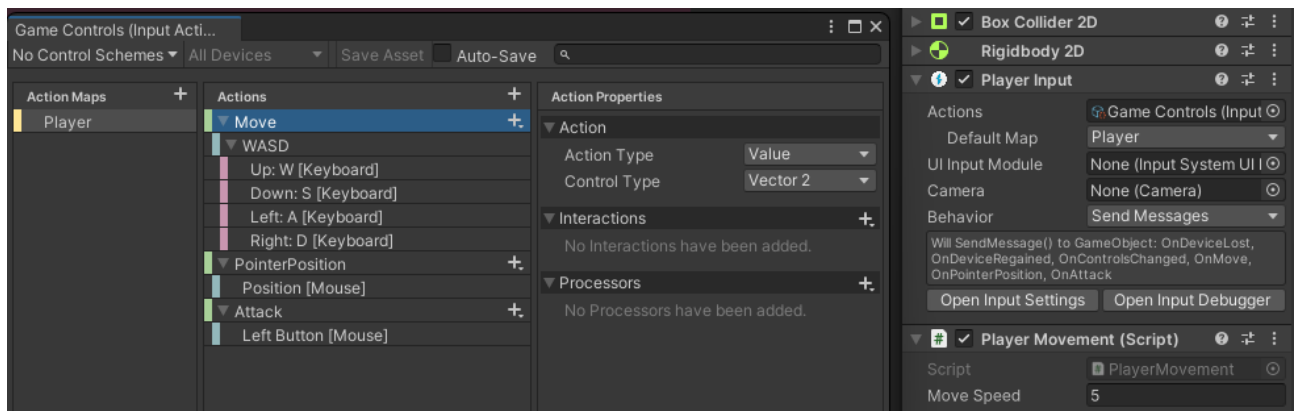 Game Controls (Input Acti...
No Control Schemes All Devices Save Asset Auto-Save
Action Maps
Player
Actions
Move
WASD
Up: W [Keyboard]
Down: S [Keyboard]
Left: A [Keyboard]
Right: D [Keyboard]
PointerPosition
Position [Mouse]
Attack
Left Button [Mouse]
Action Properties
Action
Action Type Value
Control Type Vector 2
Interactions
No Interactions have been added.
Processors
No Processors have been added.
Box Collider 2D
Rigidbody 2D
Player Input
Actions Game Controls (Input
Default Map Player
UI Input Module None (Input System UI I
Camera None (Camera)
Behavior Send Messages
Will SendMessage() to GameObject: OnDeviceLost,
OnDeviceRegained, OnControlsChanged, OnMove,
OnPointerPosition, OnAttack
Open Input Settings Open Input Debugger
Player Movement (Script)
Script PlayerMovement
Move Speed 5